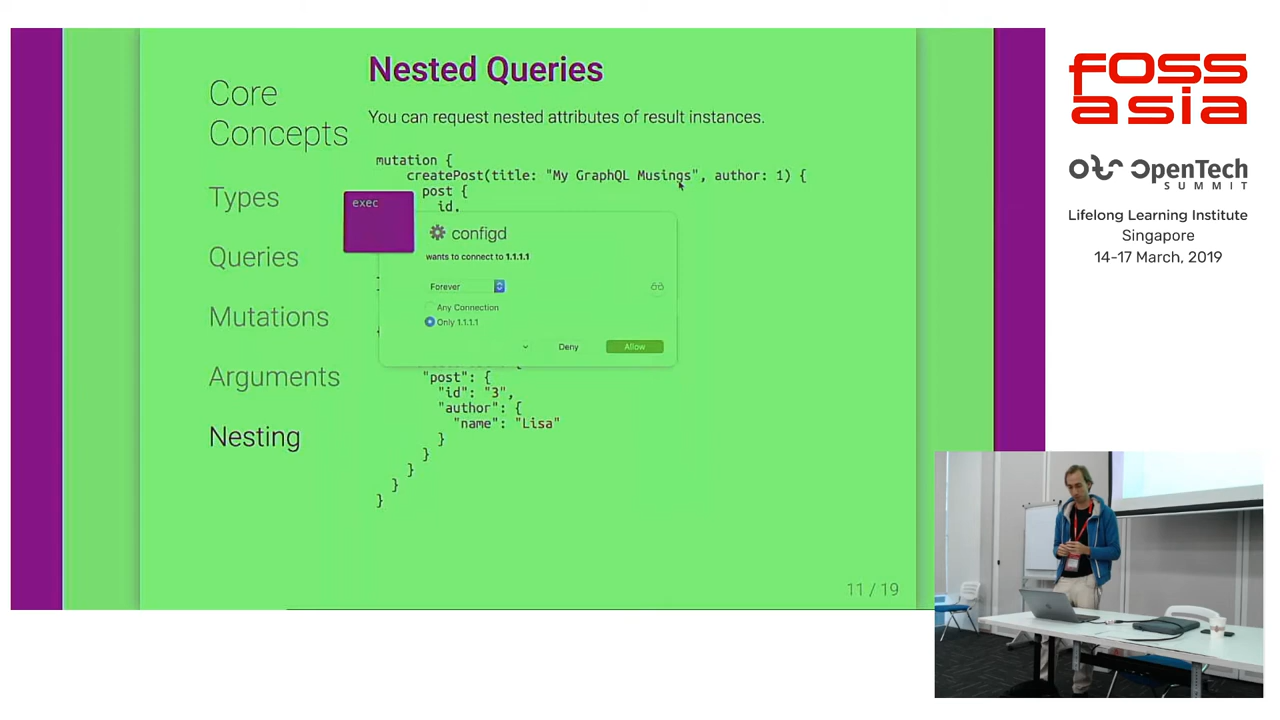 Nested Queries
Core
Concepts
Types
Queries
Mutations
Arguments
Nesting
You can request nested attributes of result instances.
mutation {
createPost(title: "My GraphQL Musings", author: 1) {
post {
id,
exec
configd
wants to connect to 1.1.1.1
Forever
Any Connection
Only 1.1.1.1
Deny
Allow
"post": {
"id": "3",
"author": {
"name": "Lisa"
}
}
}
}
}
11 / 19
foss
asia
OpenTech
SUMMIT
Lifelong Learning Institute
Singapore
14-17 March, 2019